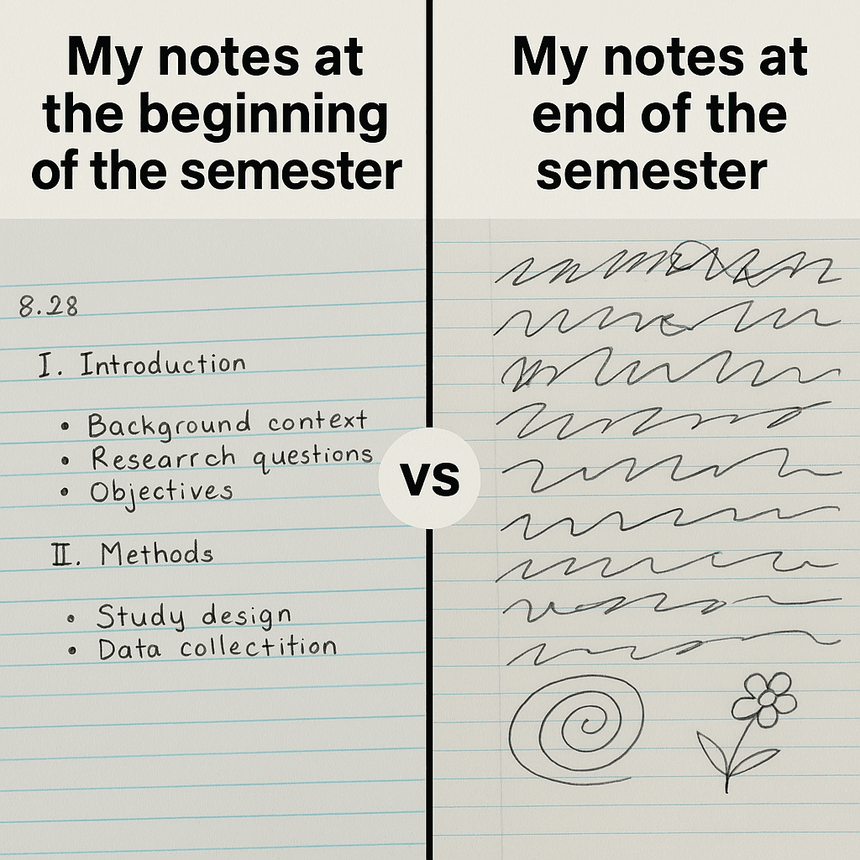 My notes at
the beginning
of the semester
8.28
I. Introduction
• Background context
• Researrch questions
• Objectives
II. Methods
• Study design
• Data collectition
VS
My notes at
end of the
semester